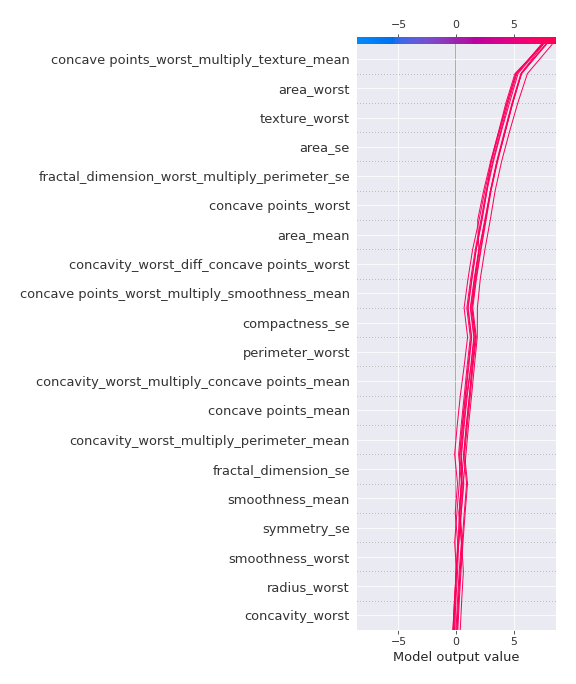 −5 0 5
concave points_worst_multiply_texture_mean
area_worst
texture_worst
area_se
fractal_dimension_worst_multiply_perimeter_se
concave points_worst
area_mean
concavity_worst_diff_concave points_worst
concave points_worst_multiply_smoothness_mean
compactness_se
perimeter_worst
concavity_worst_multiply_concave points_mean
concave points_mean
concavity_worst_multiply_perimeter_mean
fractal_dimension_se
smoothness_mean
symmetry_se
smoothness_worst
radius_worst
concavity_worst
−5 0 5
Model output value